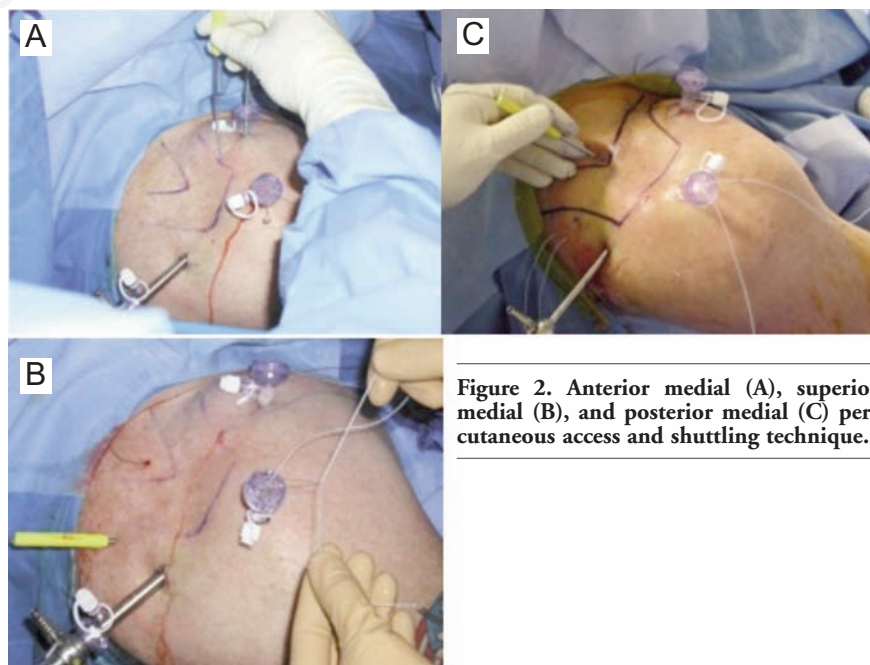 A
C
B
Figure 2. Anterior medial (A), superio
medial (B), and posterior medial (C) per
cutaneous access and shuttling technique.